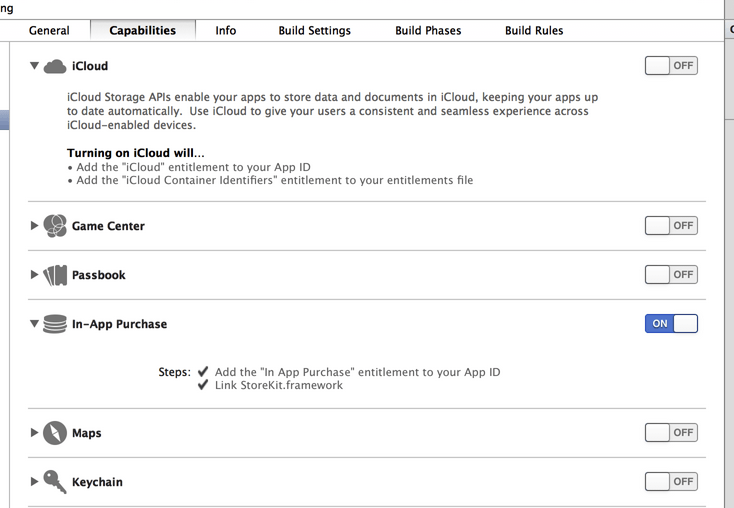 ng
General Capabilities Info Build Settings Build Phases Build Rules
iCloud OFF
iCloud Storage APIs enable your apps to store data and documents in iCloud, keeping your apps up
to date automatically. Use iCloud to give your users a consistent and seamless experience across
iCloud-enabled devices.
Turning on iCloud will...
• Add the "iCloud" entitlement to your App ID
• Add the "iCloud Container Identifiers" entitlement to your entitlements file
Game Center OFF
Passbook OFF
In-App Purchase ON
Steps: ✔ Add the "In App Purchase" entitlement to your App ID
✔ Link StoreKit.framework
Maps OFF
Keychain OFF